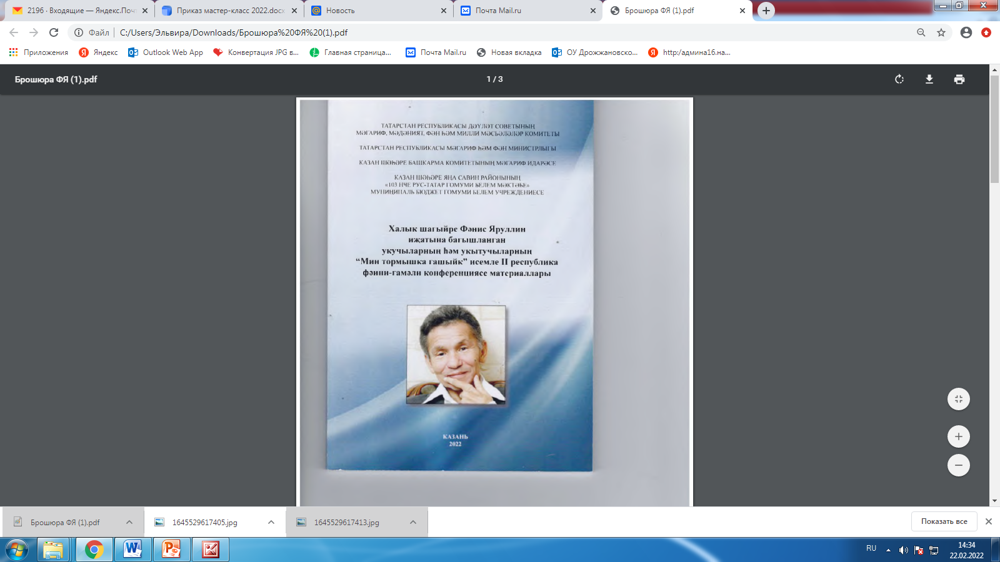 2196 · Входящие — Яндекс.Поч
Приказ мастер-класс 2022.docx
Новость
Почта Mail.ru
Брошюра ФЯ (1).pdf
Файл
C:/Users/Эльвира/Downloads/Брошюра%20ФЯ%20(1).pdf
Приложения
Яндекс
Outlook Web App
Конвертация JPG в...
Главная страница...
Почта Mail.ru
Новая вкладка
ОУ Дрожжановско...
http:/админа16.на...
Брошюра ФЯ (1).pdf
1 / 3
ТАТАРСТАН РЕСПУБЛИКАСЫ ДӘҮЛӘТ СОВЕТЫНЫҢ
МӘГАРИФ, МӘДӘНИЯТ, ФӘН ҺӘМ МИЛЛИ МӘСЬӘЛӘЛӘР КОМИТЕТЫ
ТАТАРСТАН РЕСПУБЛИКАСЫ МӘГАРИФ ҺӘМ ФӘН МИНИСТРЛЫГЫ
КАЗАН ШӘҺӘРЕ БАШКАРМА КОМИТЕТЫНЫҢ МӘГАРИФ ИДАРӘСЕ
КАЗАН ШӘҺӘРЕ ЯҢА САВИН РАЙОНЫНЫҢ
«103 НЧЕ РУС-ТАТАР ГОМУМИ БЕЛЕМ МӘКТӘБЕ»
МУНИЦИПАЛЬ БЮДЖЕТ ГОМУМИ БЕЛЕМ УЧРЕЖДЕНИЕСЕ
Халык шагыйре Фәнис Яруллин
иҗатына багышланган
укучыларның һәм укытучыларның
“Мин тормышка гашыйк” исемле II республика
фәнни-гамәли конференциясе материаллары
КАЗАНЬ
2022
Брошюра ФЯ (1).pdf
1645529617405.jpg
1645529617413.jpg
Показать все
RU
14:34
22.02.2022